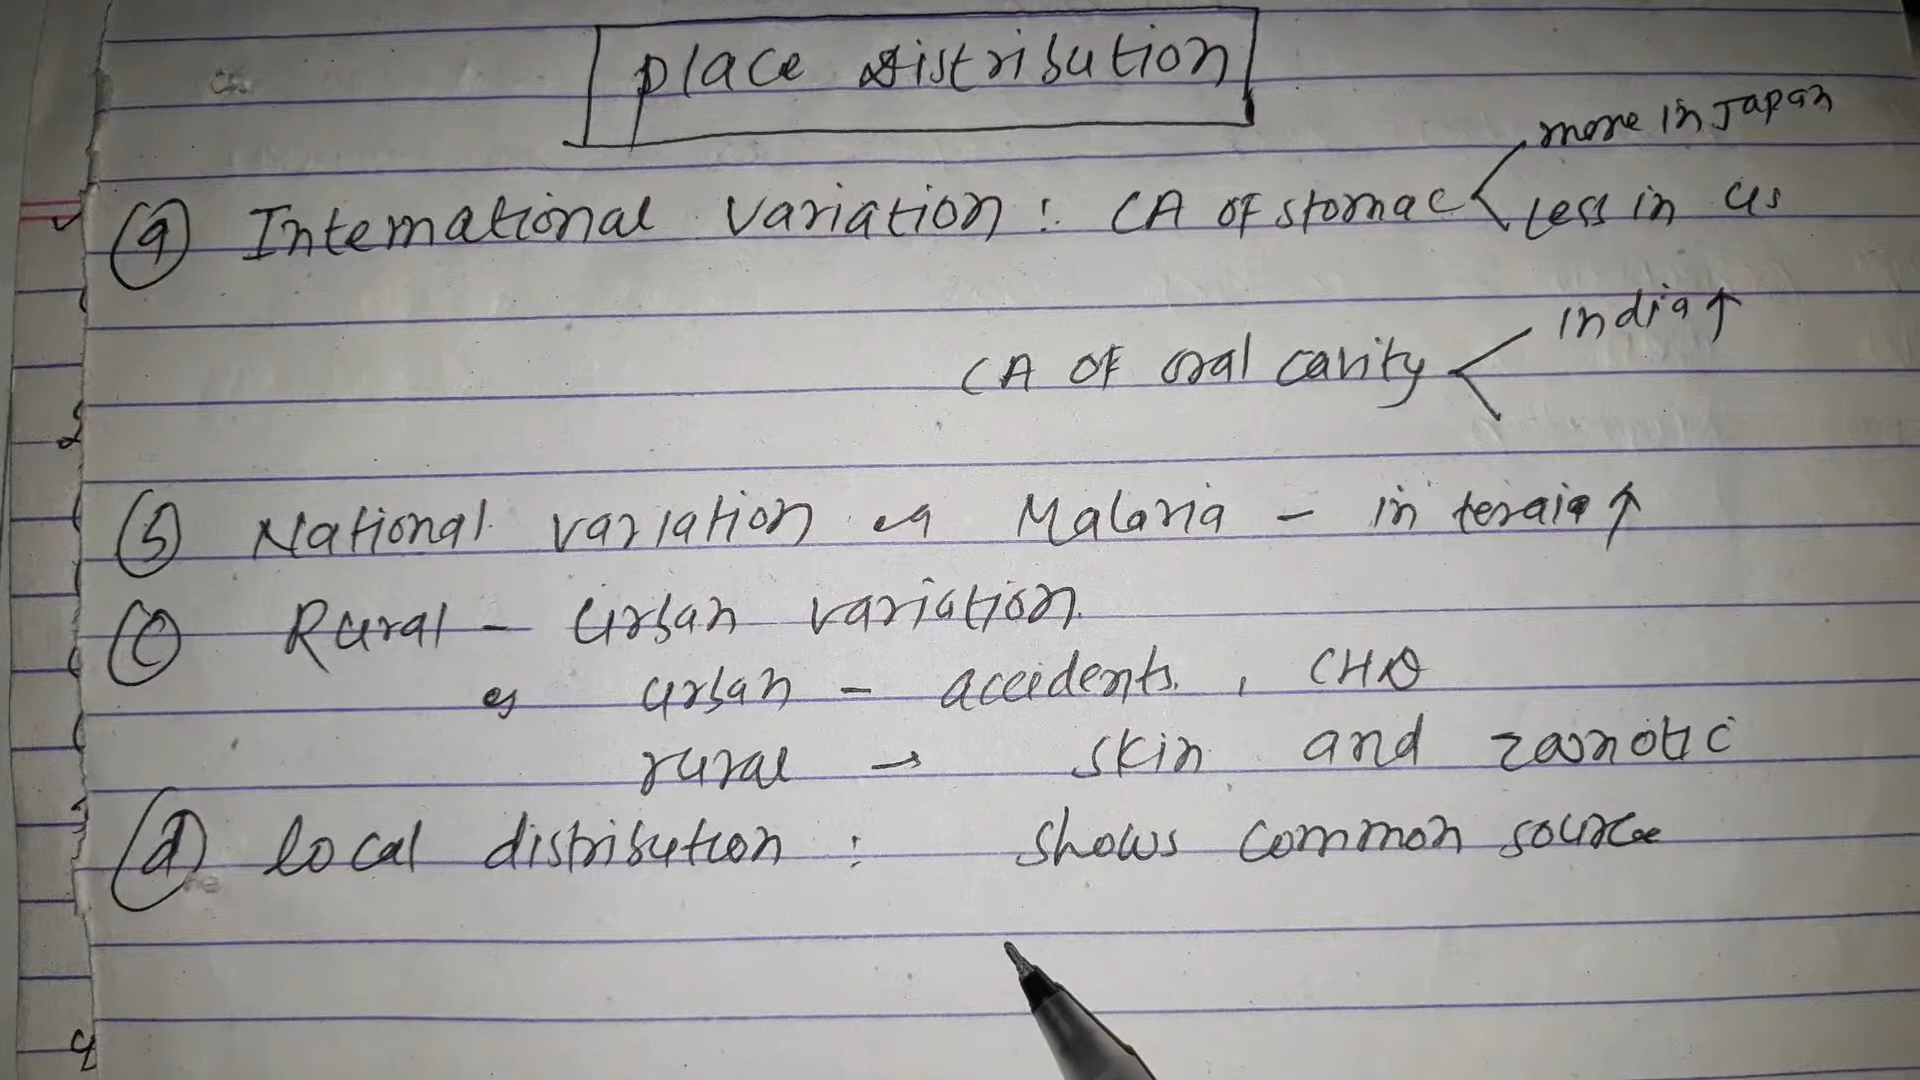 Place Distribution
(a) International variation : CA of stomac < more in Japan
less in us
CA of oral cavity < india ↑
(b) National variation eg Malaria - in terai ↑
(c) Rural - Urban variation
eg urban - accidents, CHD
rural → skin and zoonotic
(d) local distribution : shows common source